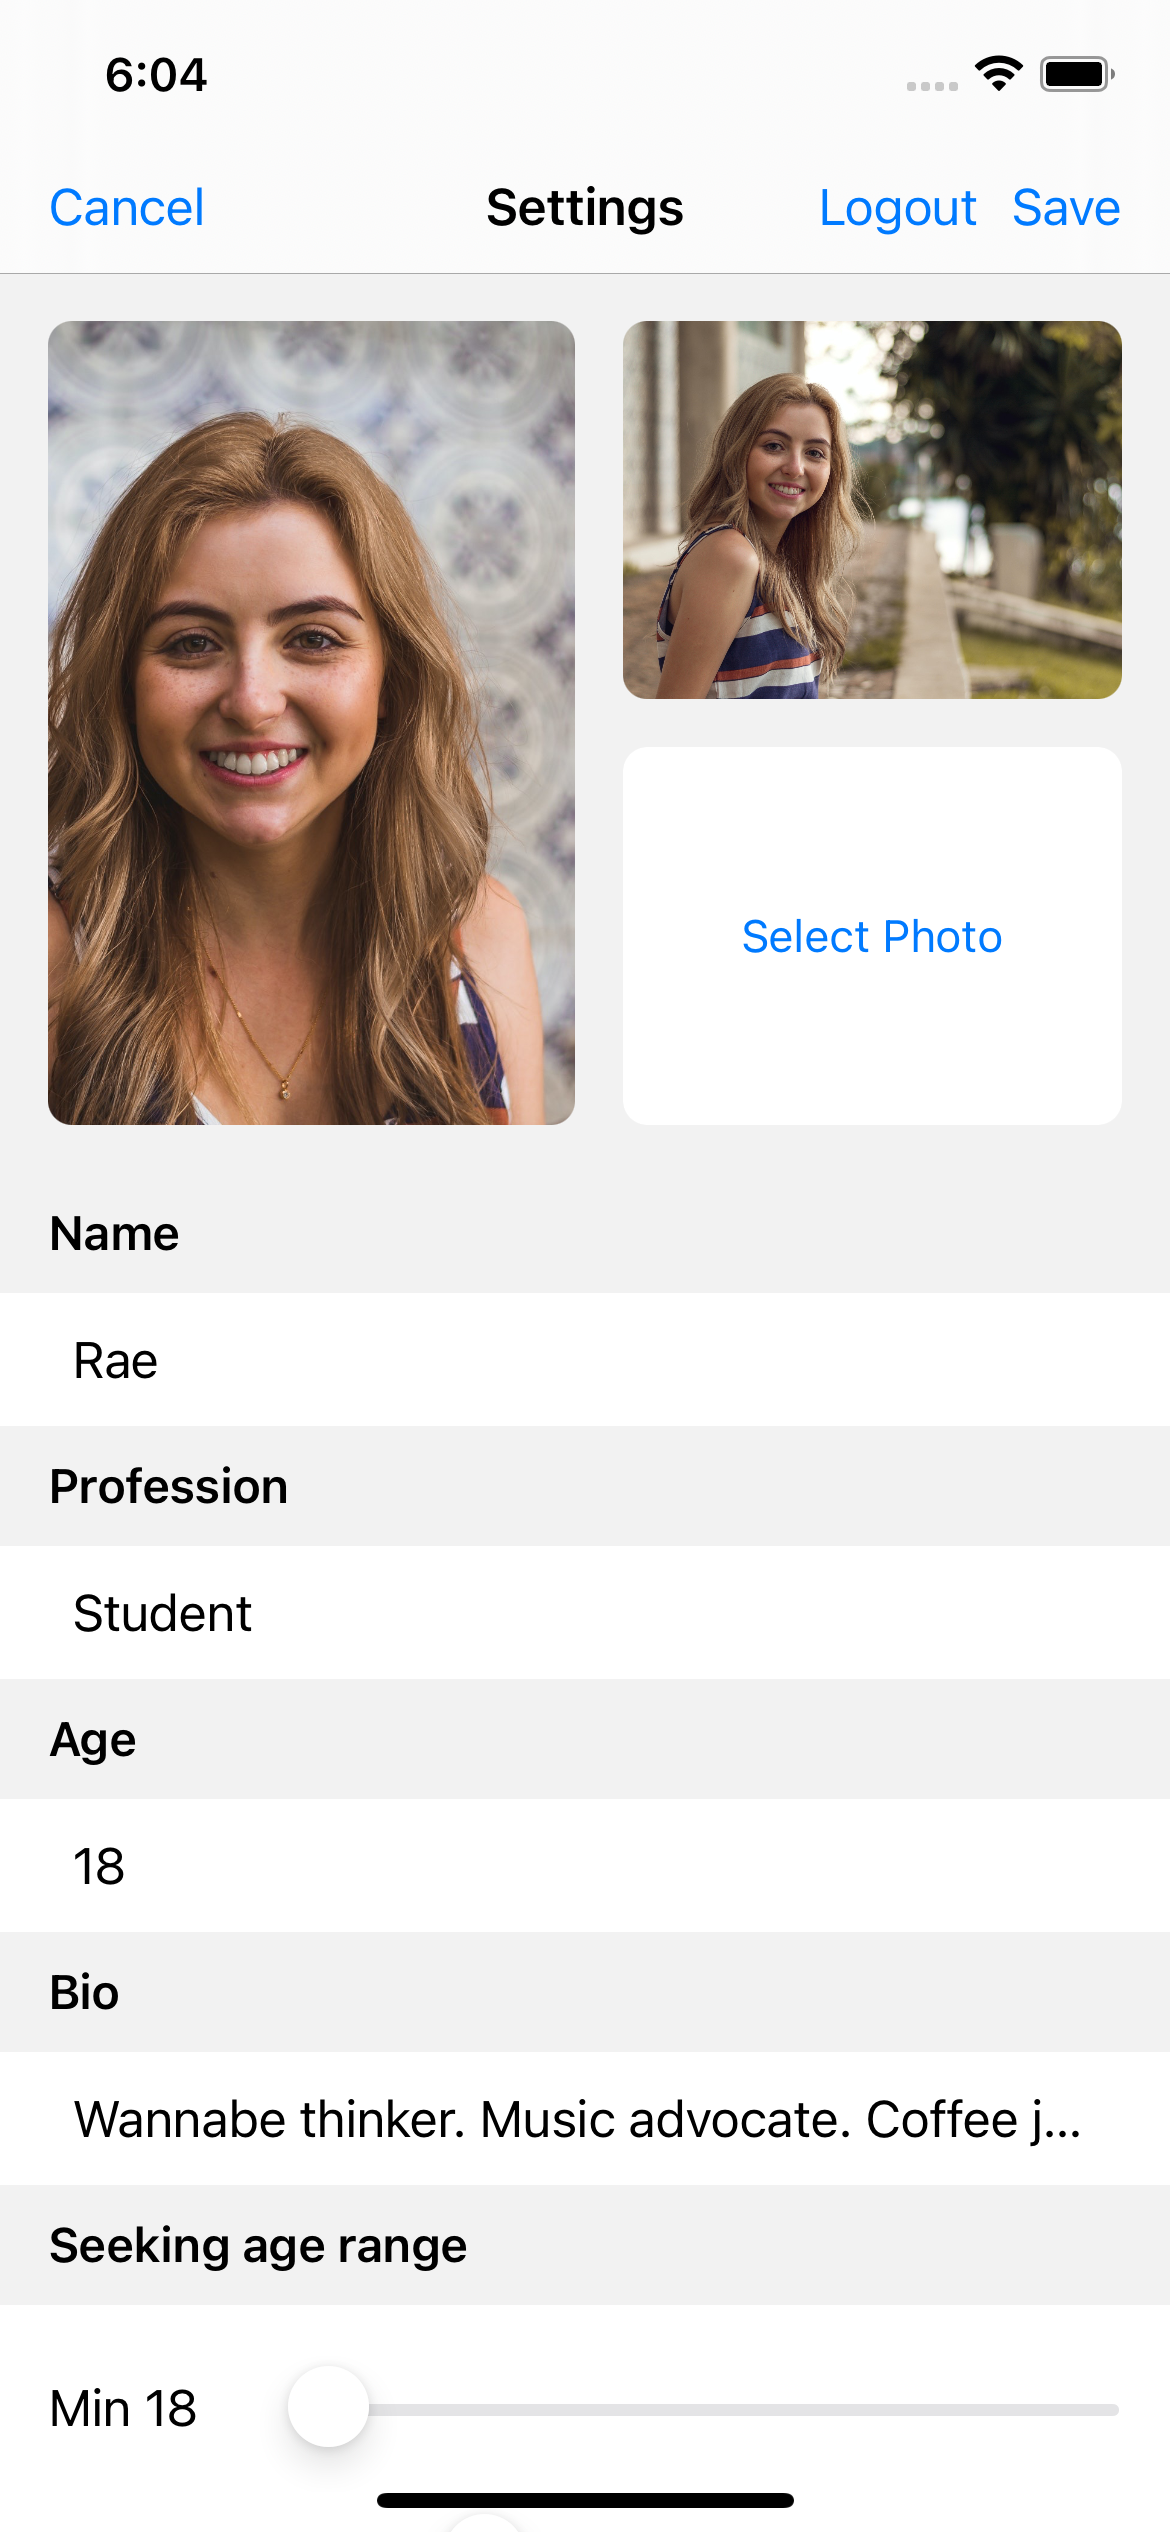 6:04
Cancel Settings Logout Save
Select Photo
Name
Rae
Profession
Student
Age
18
Bio
Wannabe thinker. Music advocate. Coffee j...
Seeking age range
Min 18